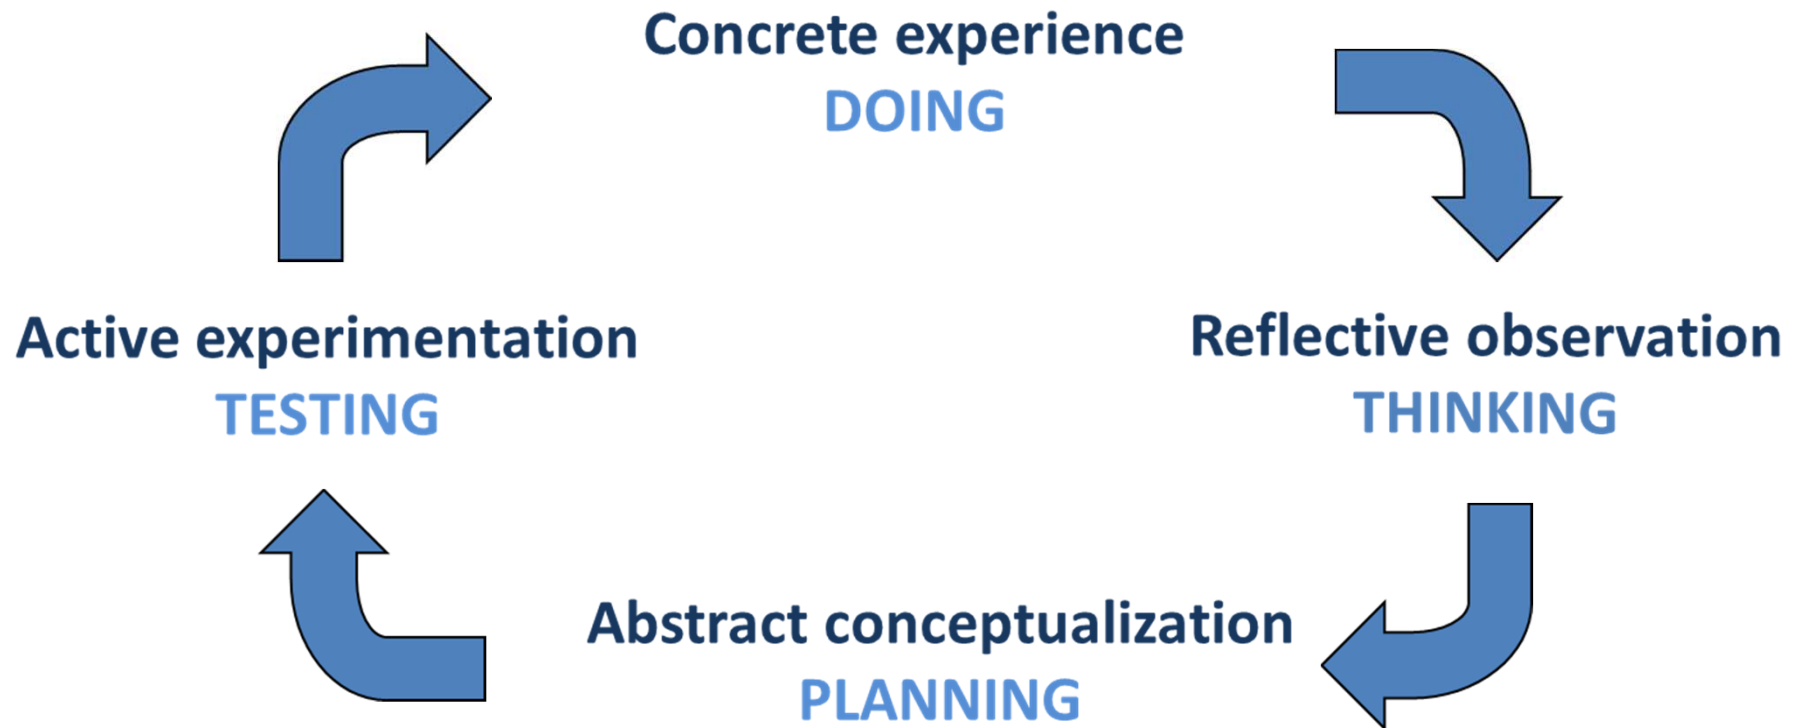 Concrete experience
DOING
Active experimentation
TESTING
Reflective observation
THINKING
Abstract conceptualization
PLANNING